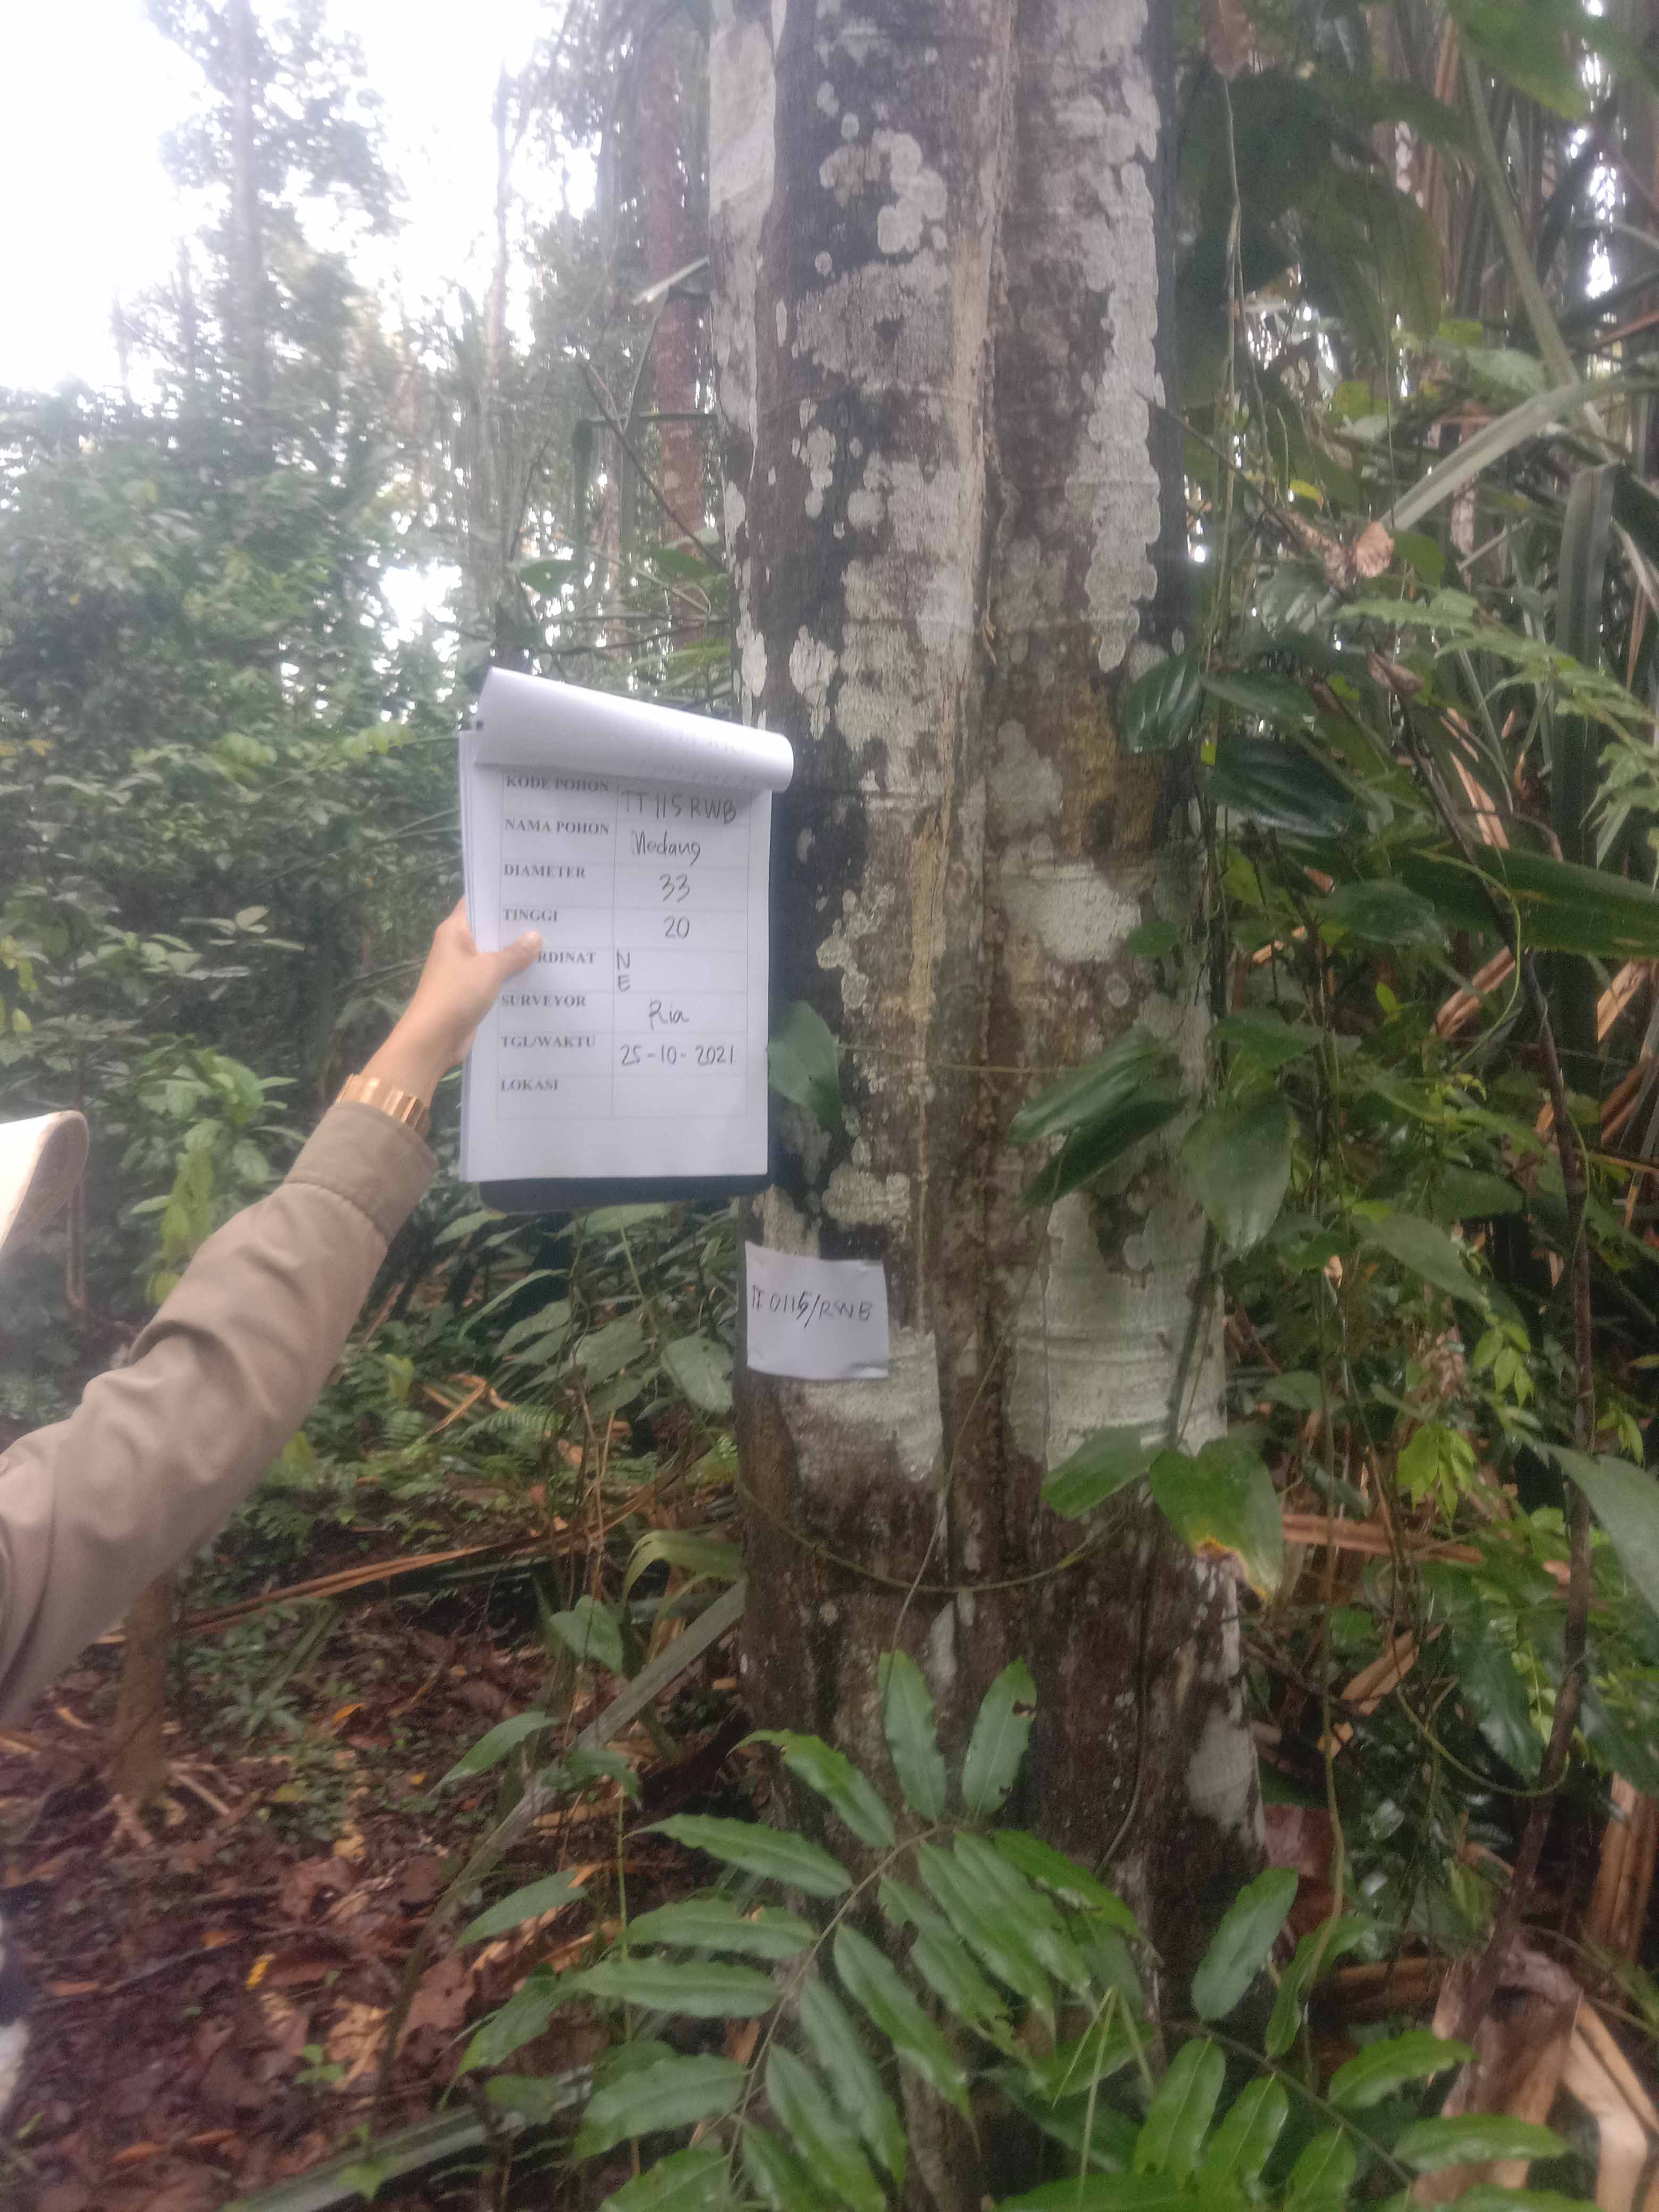 KODE POHON TT 115 RWB
NAMA POHON Medang
DIAMETER 33
TINGGI 20
RDINAT N
E
SURVEYOR Ria
TGL/WAKTU 25-10-2021
LOKASI
TT 0115/RWB